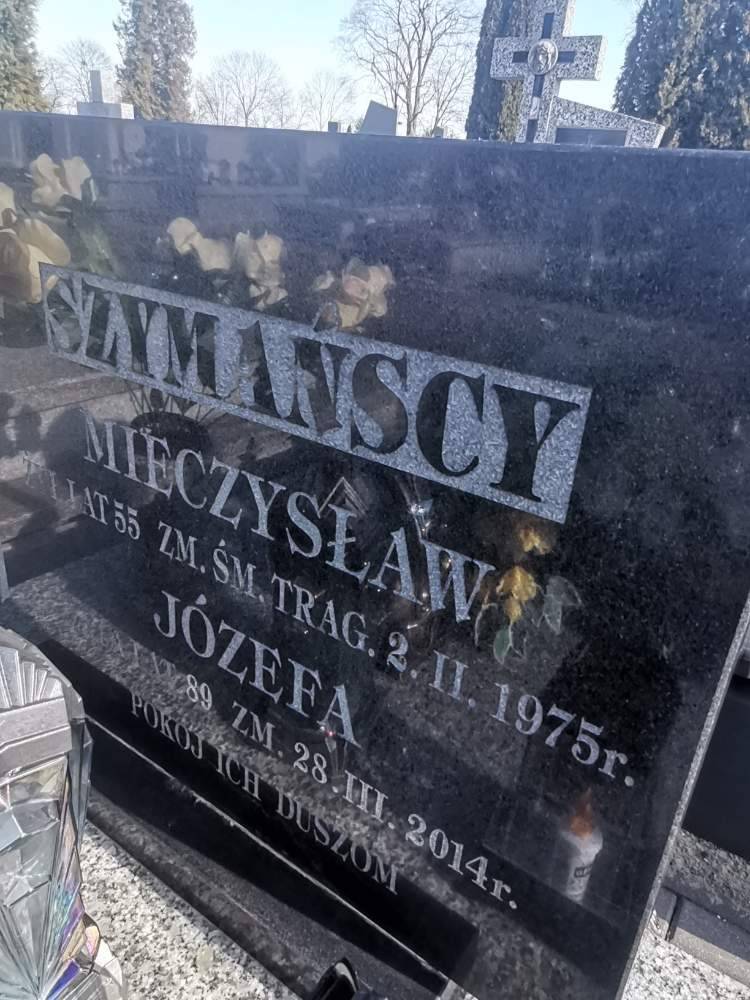 SZYMAŃSCY
MIECZYSŁAW
LAT 55 ZM. ŚM. TRAG. 2. II. 1975r.
JÓZEFA
LAT 89 ZM. 28. III. 2014r.
POKÓJ ICH DUSZOM